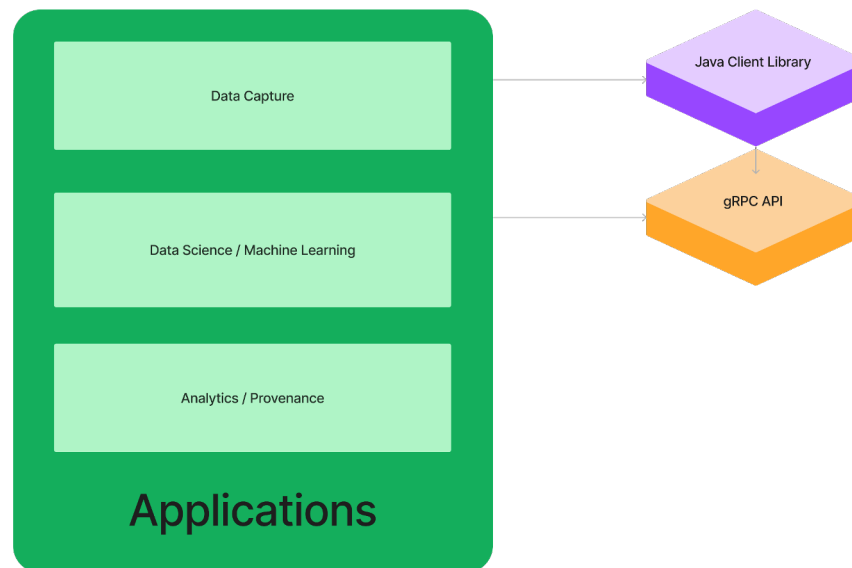 Data Capture
Data Science / Machine Learning
Analytics / Provenance
Applications
Java Client Library
gRPC API